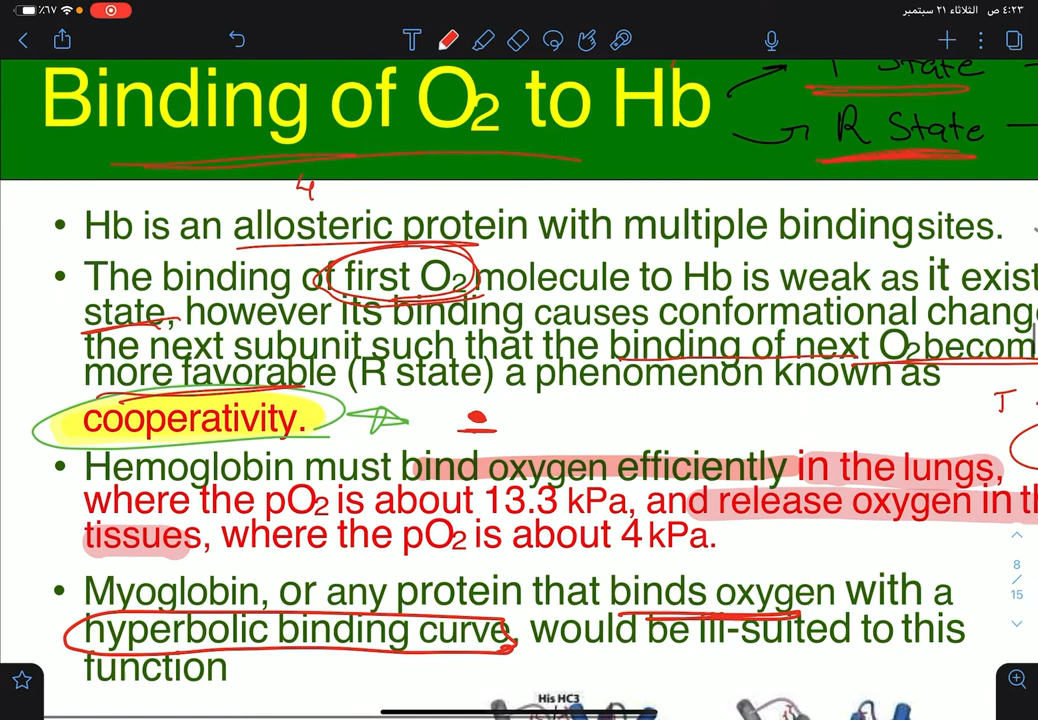 ٪٦٧
٤:٢٣ ص الثلاثاء ٢١ سبتمبر
T
Binding of O2 to Hb
T State
R State
4
• Hb is an allosteric protein with multiple binding sites.
• The binding of first O2 molecule to Hb is weak as it exist
state, however its binding causes conformational chang
the next subunit such that the binding of next O2 becom
more favorable (R state) a phenomenon known as
cooperativity.
T
• Hemoglobin must bind oxygen efficiently in the lungs,
where the pO2 is about 13.3 kPa, and release oxygen in th
tissues, where the pO2 is about 4 kPa.
8
/
15
• Myoglobin, or any protein that binds oxygen with a
hyperbolic binding curve, would be ill-suited to this
function
His HC3